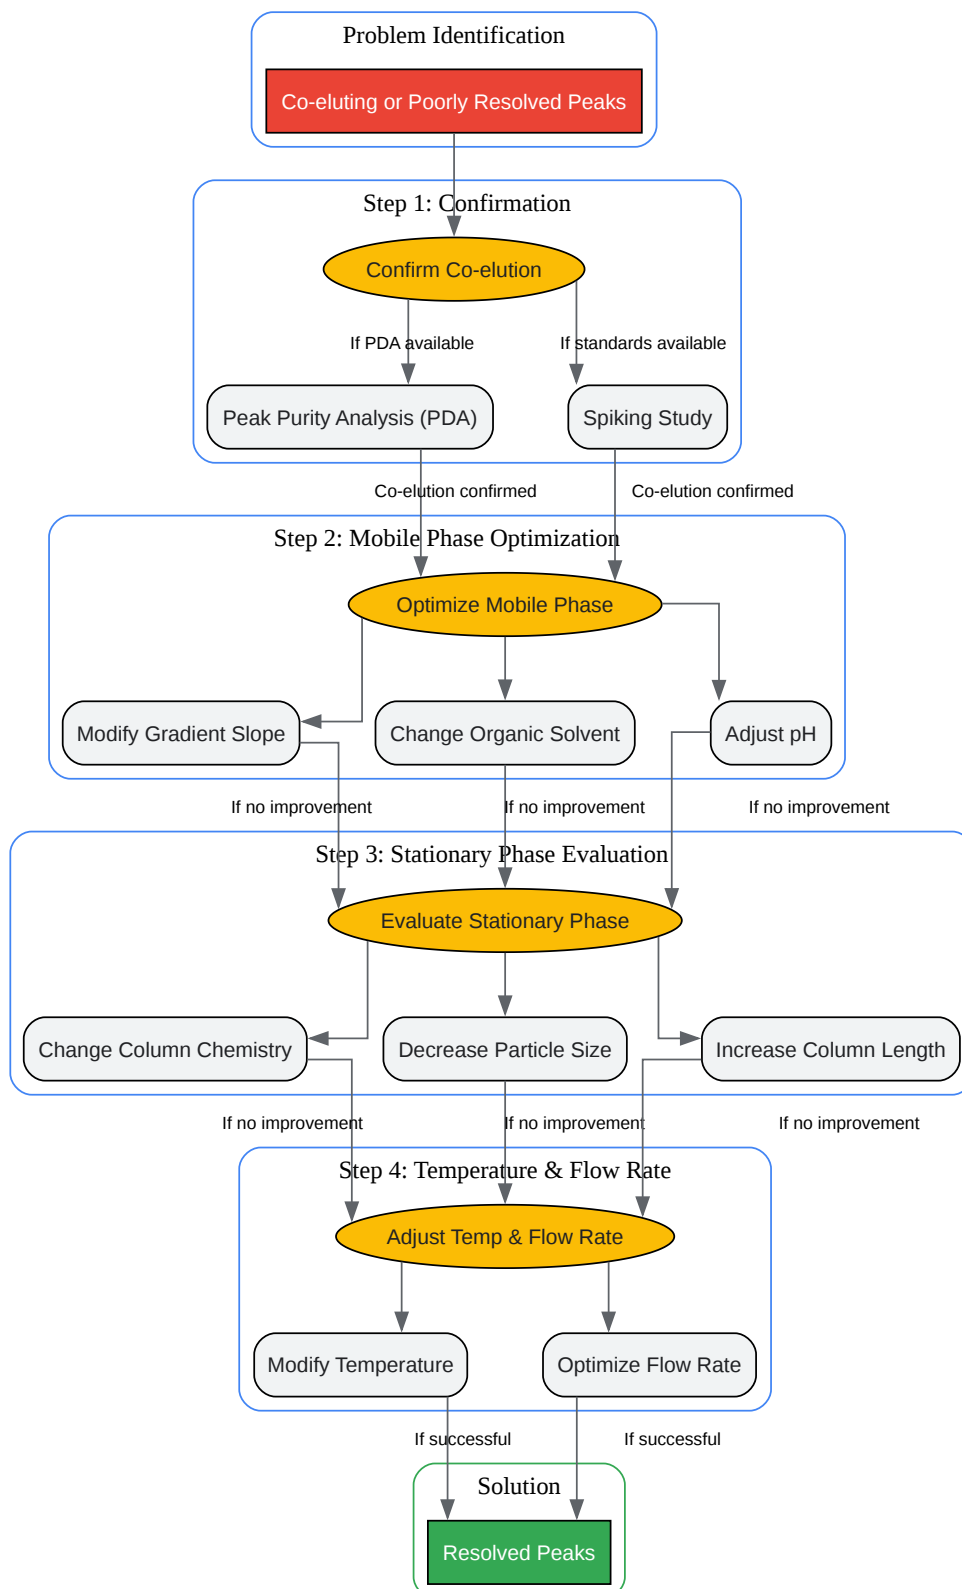 Problem Identification
Co-eluting or Poorly Resolved Peaks
Step 1: Confirmation
Confirm Co-elution
If PDA available
If standards available
Peak Purity Analysis (PDA)
Spiking Study
Co-elution confirmed
Co-elution confirmed
Step 2: Mobile Phase Optimization
Optimize Mobile Phase
Modify Gradient Slope
Change Organic Solvent
Adjust pH
If no improvement
If no improvement
If no improvement
Step 3: Stationary Phase Evaluation
Evaluate Stationary Phase
Change Column Chemistry
Decrease Particle Size
Increase Column Length
If no improvement
If no improvement
If no improvement
Step 4: Temperature & Flow Rate
Adjust Temp & Flow Rate
Modify Temperature
Optimize Flow Rate
If successful
If successful
Solution
Resolved Peaks